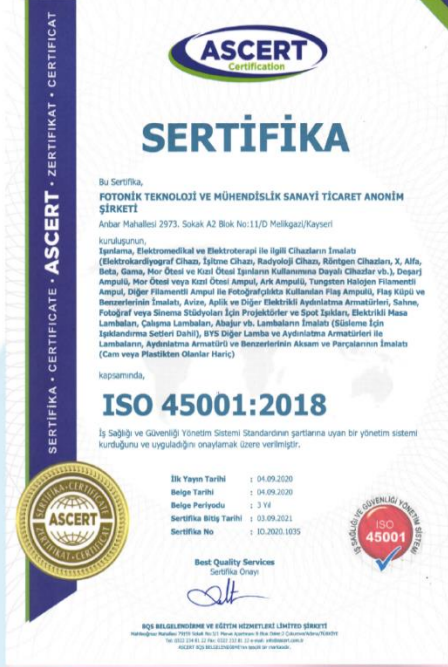 ASCERT
Certification
SERTİFİKA • CERTIFICATE • ASCERT • ZERTIFIKAT • CERTIFICAT
SERTİFİKA
Bu Sertifika,
FOTONİK TEKNOLOJİ VE MÜHENDİSLİK SANAYİ TİCARET ANONİM
ŞİRKETİ
Anbar Mahallesi 2973. Sokak A2 Blok No:11/D Melikgazi/Kayseri
kuruluşunun,
Işınlama, Elektromedikal ve Elektroterapi ile ilgili Cihazların İmalatı
(Elektrokardiyograf Cihazı, İşitme Cihazı, Radyoloji Cihazı, Röntgen Cihazları, X, Alfa,
Beta, Gama, Mor Ötesi ve Kızıl Ötesi Işınların Kullanımına Dayalı Cihazlar vb.), Deşarj
Ampulü, Mor Ötesi veya Kızıl Ötesi Ampul, Ark Ampulü, Tungsten Halojen Filamentli
Ampul, Diğer Filamentli Ampul ile Fotoğrafçılıkta Kullanılan Flaş Ampulü, Flaş Küpü ve
Benzerlerinin İmalatı, Avize, Aplik ve Diğer Elektrikli Aydınlatma Armatürleri, Sahne,
Fotoğraf veya Sinema Stüdyoları İçin Projektörler ve Spot Işıkları, Elektrikli Masa
Lambaları, Çalışma Lambaları, Abajur vb. Lambaların İmalatı (Süsleme İçin
Işıklandırma Setleri Dahil), BYS Diğer Lamba ve Aydınlatma Armatürleri ile
Lambaların, Aydınlatma Armatürü ve Benzerlerinin Aksam ve Parçalarının İmalatı
(Cam veya Plastikten Olanlar Hariç)
kapsamında,
ISO 45001:2018
İş Sağlığı ve Güvenliği Yönetim Sistemi Standardının şartlarına uyan bir yönetim sistemi
kurduğunu ve uyguladığını onaylamak üzere verilmiştir.
İlk Yayın Tarihi : 04.09.2020
Belge Tarihi : 04.09.2020
Belge Periyodu : 3 Yıl
Sertifika Bitiş Tarihi : 03.09.2021
Sertifika No : IO.2020.1035
SERTIFIKA • CERTIFICATE
ASCERT
İŞ SAĞLIĞI VE GÜVENLİĞİ YÖNETİM SİSTEMİ
ISO
45001
Best Quality Services
Sertifika Onayı
BQS BELGELENDİRME VE EĞİTİM HİZMETLERİ LİMİTED ŞİRKETİ